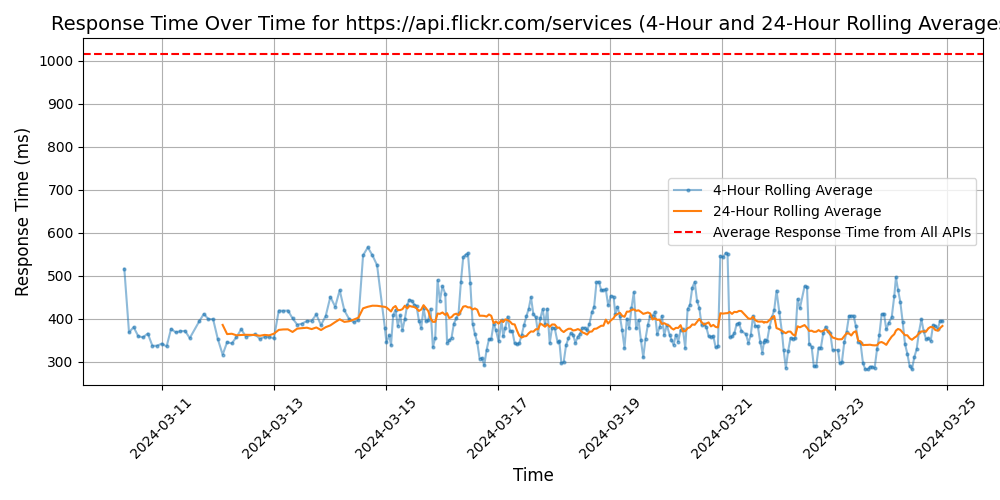 Response Time Over Time for https://api.flickr.com/services (4-Hour and 24-Hour Rolling Averages
Response Time (ms)
1000
900
800
700
600
500
400
300
4-Hour Rolling Average
24-Hour Rolling Average
Average Response Time from All APIs
2024-03-11
2024-03-13
2024-03-15
2024-03-17
2024-03-19
2024-03-21
2024-03-23
2024-03-25
Time